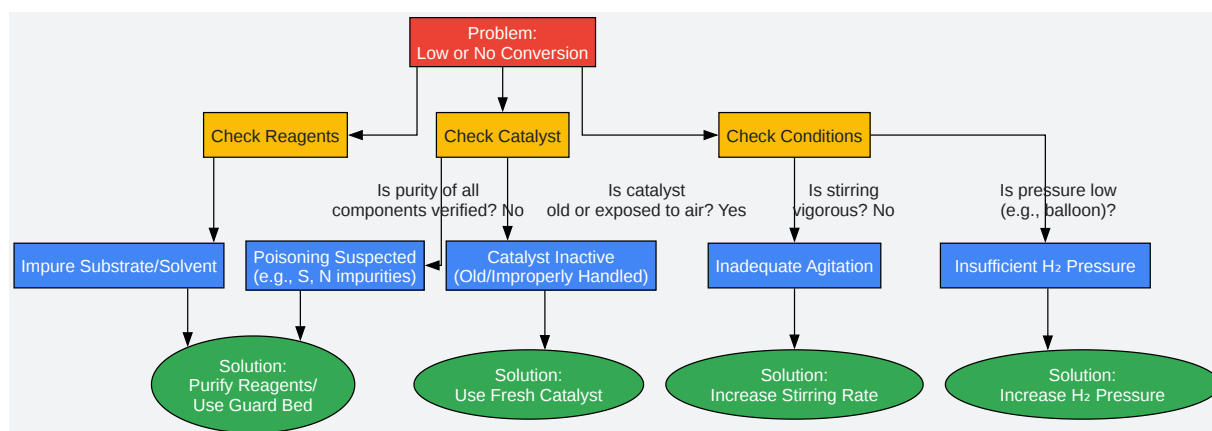 Problem:
Low or No Conversion
Check Reagents
Check Catalyst
Check Conditions
Is purity of all
components verified? No
Is catalyst
old or exposed to air? Yes
Is stirring
vigorous? No
Is pressure low
(e.g., balloon)?
Impure Substrate/Solvent
Poisoning Suspected
(e.g., S, N impurities)
Catalyst Inactive
(Old/Improperly Handled)
Inadequate Agitation
Insufficient H₂ Pressure
Solution:
Purify Reagents/
Use Guard Bed
Solution:
Use Fresh Catalyst
Solution:
Increase Stirring Rate
Solution:
Increase H₂ Pressure